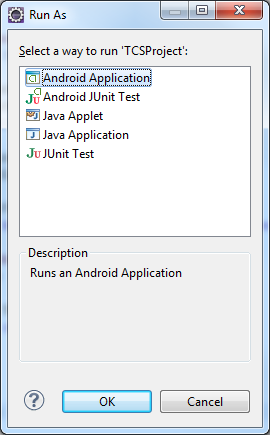 Run As
Select a way to run 'TCSProject':
Android Application
Android JUnit Test
Java Applet
Java Application
JUnit Test
Description
Runs an Android Application
OK
Cancel